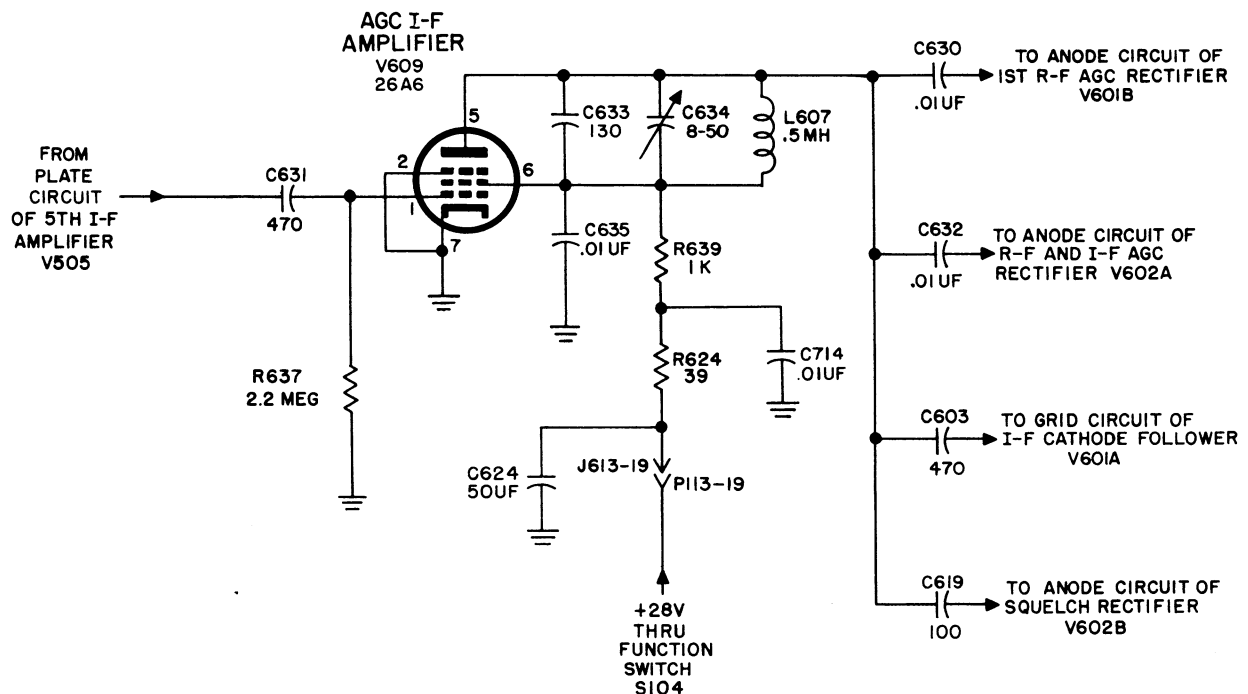 AGC I-F
AMPLIFIER
V609
26A6
FROM
PLATE
CIRCUIT
OF 5TH I-F
AMPLIFIER
V505
C631
470
R637
2.2 MEG
5
2
1
6
7
C633
130
C634
8-50
L607
.5MH
C635
.01UF
R639
1K
R624
39
C714
.01UF
C624
50UF
J613-19
P113-19
+28V
THRU
FUNCTION
SWITCH
S104
C630
.01UF
TO ANODE CIRCUIT OF
1ST R-F AGC RECTIFIER
V601B
C632
.01UF
TO ANODE CIRCUIT OF
R-F AND I-F AGC
RECTIFIER V602A
C603
470
TO GRID CIRCUIT OF
I-F CATHODE FOLLOWER
V601A
C619
100
TO ANODE CIRCUIT OF
SQUELCH RECTIFIER
V602B